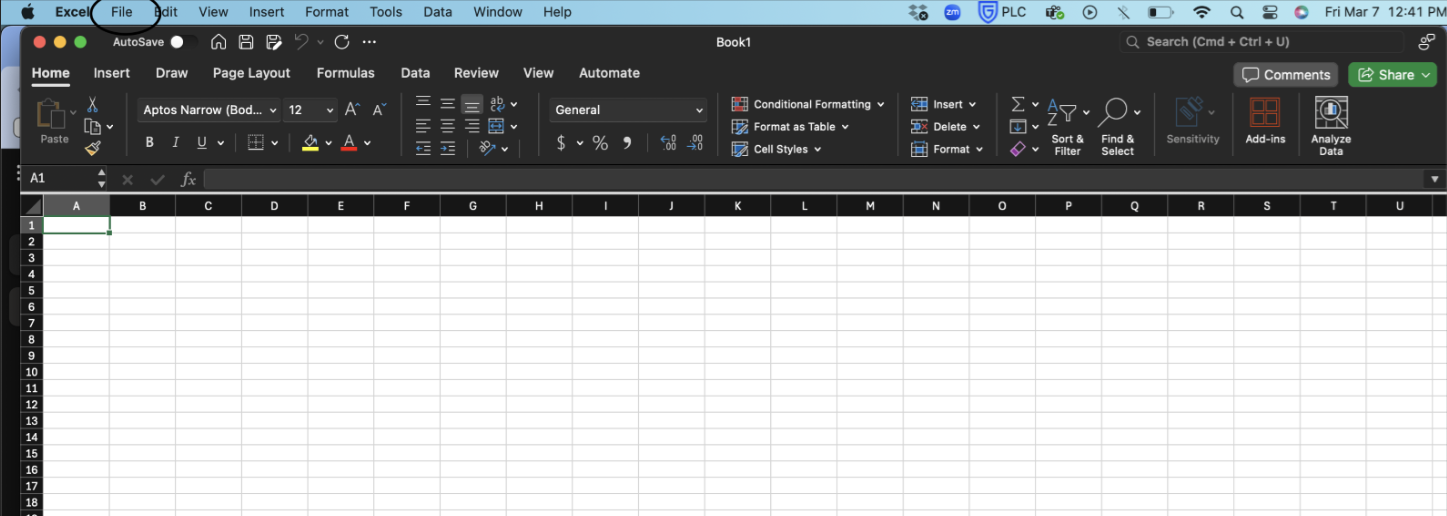 Excel File Edit View Insert Format Tools Data Window Help zm PLC Fri Mar 7 12:41 PM
AutoSave Book1 Search (Cmd + Ctrl + U)
Home Insert Draw Page Layout Formulas Data Review View Automate Comments Share
Aptos Narrow (Bod... 12 A^ A˅ ab General Conditional Formatting Insert Σ A Z
Paste B I U A $ % 9 .00 .0 Format as Table Delete Sort & Filter Find & Select Sensitivity Add-ins Analyze Data
Cell Styles Format
A1 fx
A B C D E F G H I J K L M N O P Q R S T U
1
2
3
4
5
6
7
8
9
10
11
12
13
14
15
16
17
18